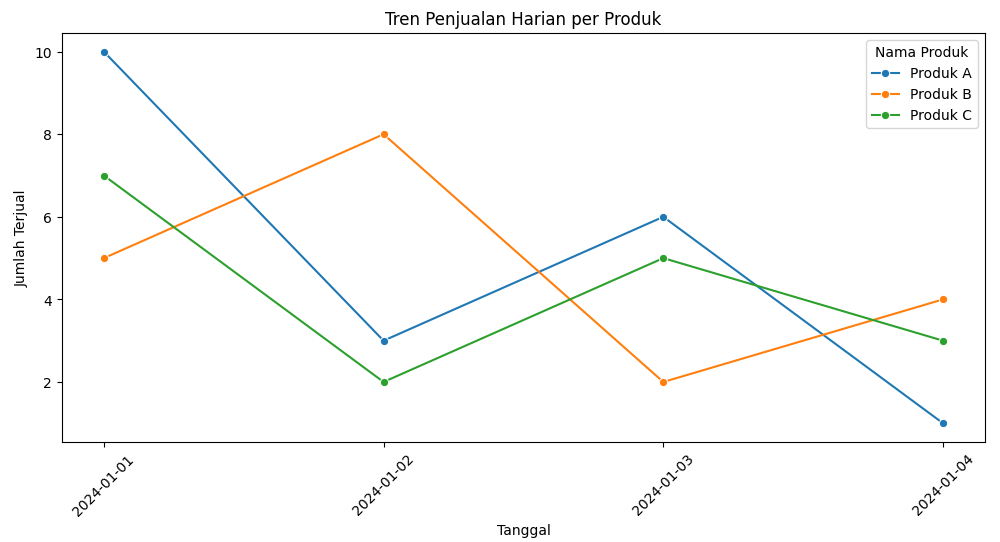 Tren Penjualan Harian per Produk
Nama Produk
Produk A
Produk B
Produk C
Jumlah Terjual
10
8
6
4
2
2024-01-01
2024-01-02
2024-01-03
2024-01-04
Tanggal